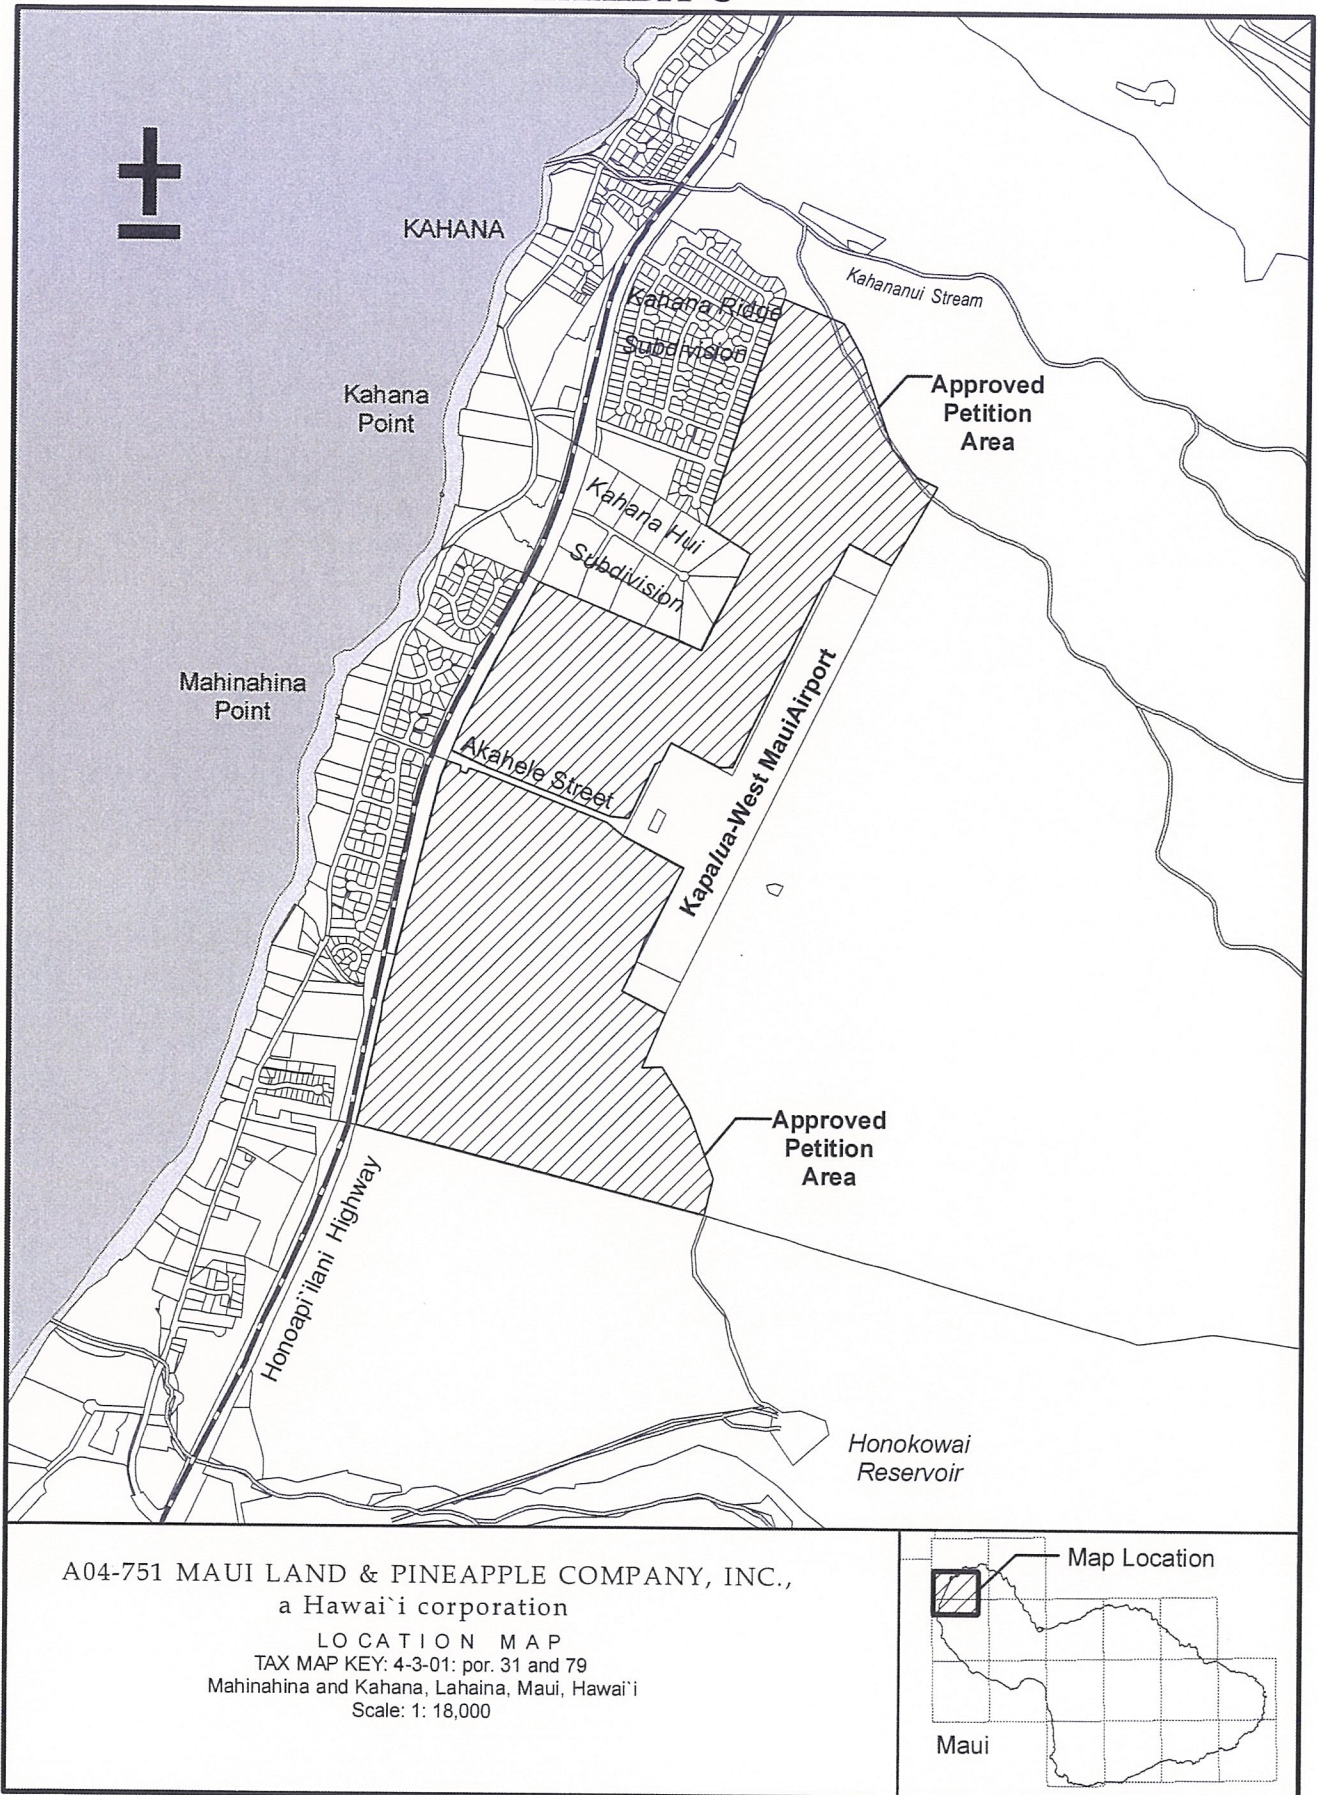 KAHANA
Kahananui Stream
Kahana Ridge
Subdivision
Approved
Petition
Area
Kahana
Point
Kahana Hui
Subdivision
Mahinahina
Point
Akahele Street
Kapalua-West MauiAirport
Approved
Petition
Area
Honoapi`ilani Highway
Honokowai
Reservoir
A04-751 MAUI LAND & PINEAPPLE COMPANY, INC.,
a Hawai`i corporation
LOCATION MAP
TAX MAP KEY: 4-3-01: por. 31 and 79
Mahinahina and Kahana, Lahaina, Maui, Hawai`i
Scale: 1: 18,000
Map Location
Maui